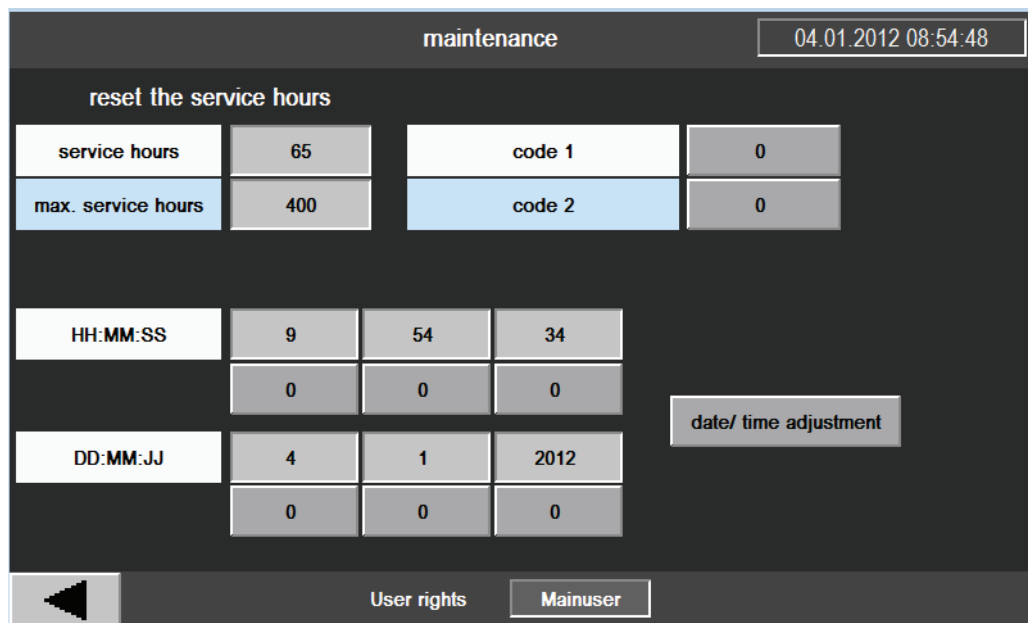 maintenance 04.01.2012 08:54:48
reset the service hours
service hours 65 code 1 0
max. service hours 400 code 2 0
HH:MM:SS 9 54 34
0 0 0
date/ time adjustment
DD:MM:JJ 4 1 2012
0 0 0
User rights Mainuser